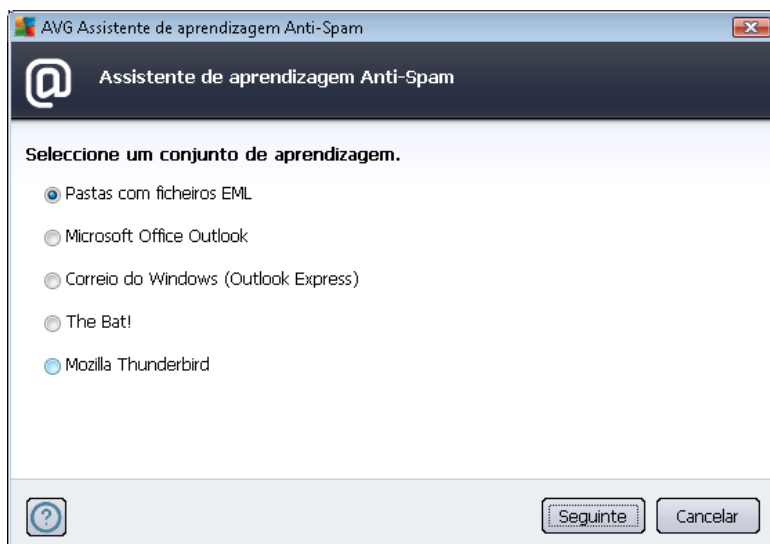 AVG Assistente de aprendizagem Anti-Spam
@ Assistente de aprendizagem Anti-Spam
Seleccione um conjunto de aprendizagem.
Pastas com ficheiros EML
Microsoft Office Outlook
Correio do Windows (Outlook Express)
The Bat!
Mozilla Thunderbird
? Seguinte Cancelar